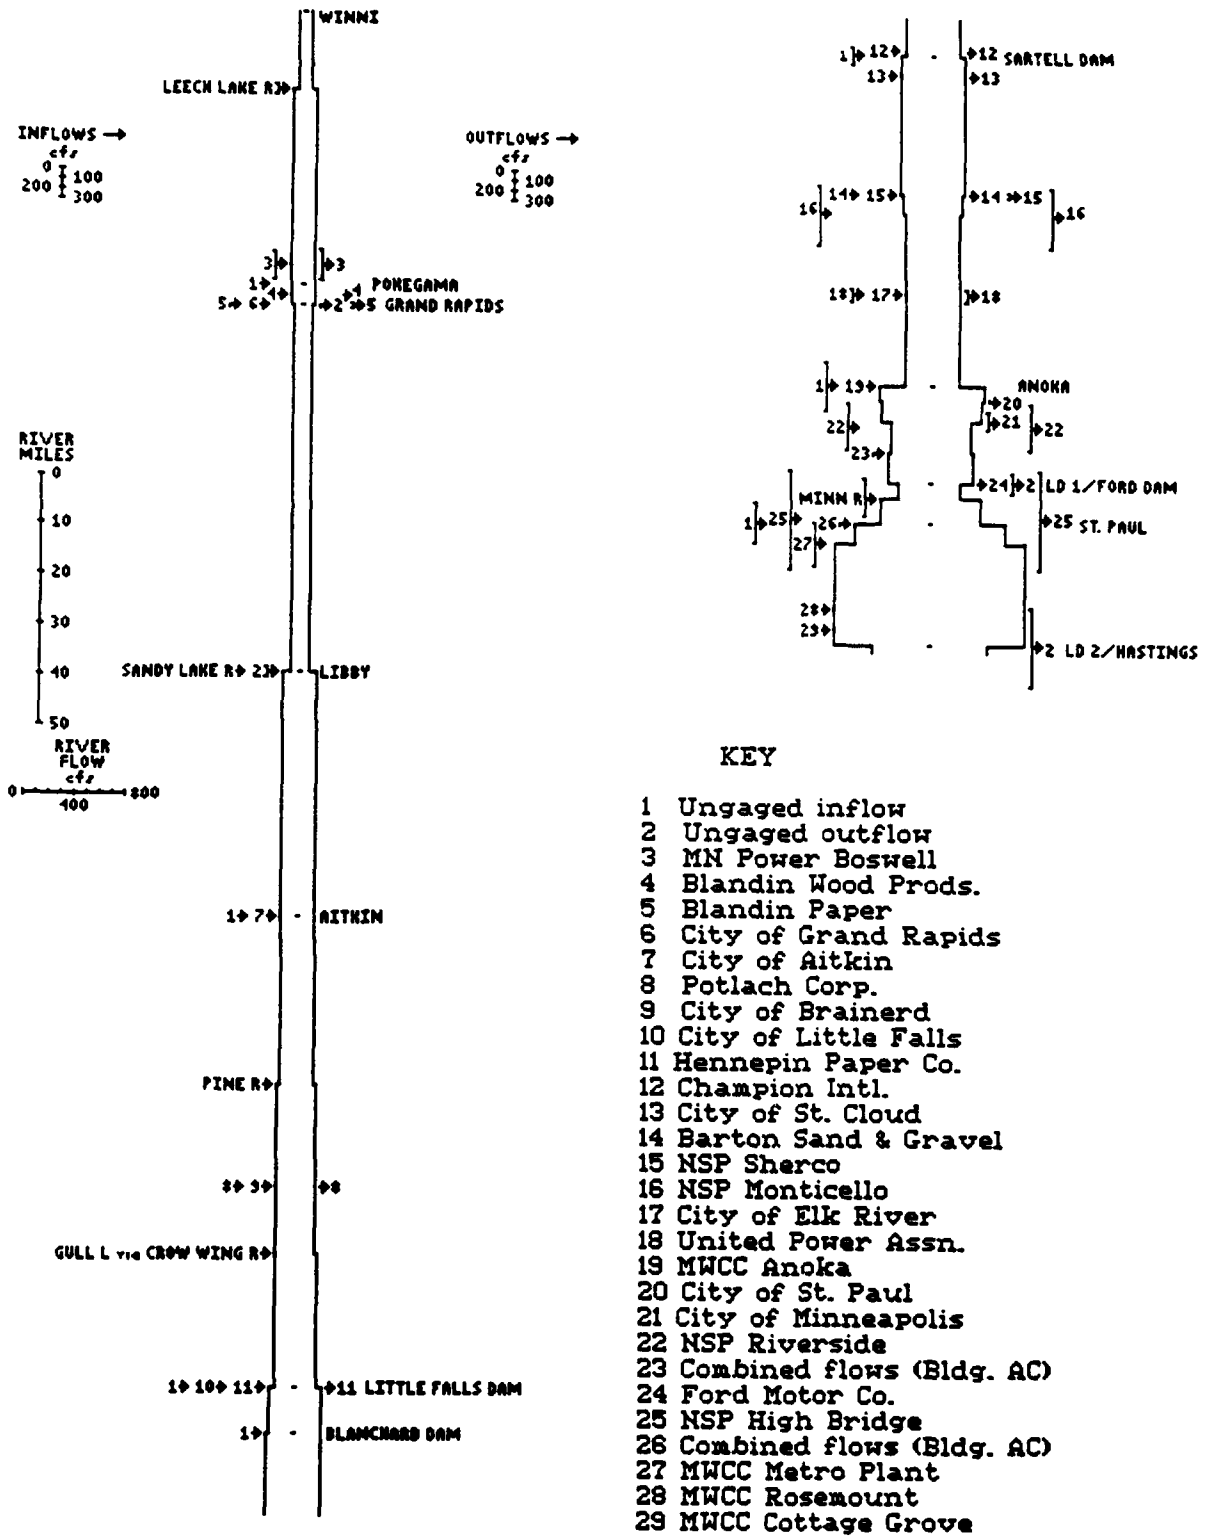 WINNI
LEECH LAKE R
INFLOWS
cfs
0
100
200
300
OUTFLOWS
cfs
0
100
200
300
3 3
1 POKEGAMA
4 4
5 6 2 5 GRAND RAPIDS
RIVER
MILES
0
10
20
30
40
50
SANDY LAKE R 2 LIBBY
RIVER
FLOW
cfs
0 400 800
1 7 AITKIN
PINE R
8 9 8
GULL L via CROW WING R
1 10 11 11 LITTLE FALLS DAM
1 BLANCHARD DAM
1 12 12 SARTELL DAM
13 13
14 15 14 15
16 16
18 17 18
1 19 ANOKA
20
21
22 22
23
24 2 LD 1/FORD DAM
MINN R
1 25 26 25 ST. PAUL
27
28
29
2 LD 2/HASTINGS
KEY
1 Ungaged inflow
2 Ungaged outflow
3 MN Power Boswell
4 Blandin Wood Prods.
5 Blandin Paper
6 City of Grand Rapids
7 City of Aitkin
8 Potlach Corp.
9 City of Brainerd
10 City of Little Falls
11 Hennepin Paper Co.
12 Champion Intl.
13 City of St. Cloud
14 Barton Sand & Gravel
15 NSP Sherco
16 NSP Monticello
17 City of Elk River
18 United Power Assn.
19 MWCC Anoka
20 City of St. Paul
21 City of Minneapolis
22 NSP Riverside
23 Combined flows (Bldg. AC)
24 Ford Motor Co.
25 NSP High Bridge
26 Combined flows (Bldg. AC)
27 MWCC Metro Plant
28 MWCC Rosemount
29 MWCC Cottage Grove